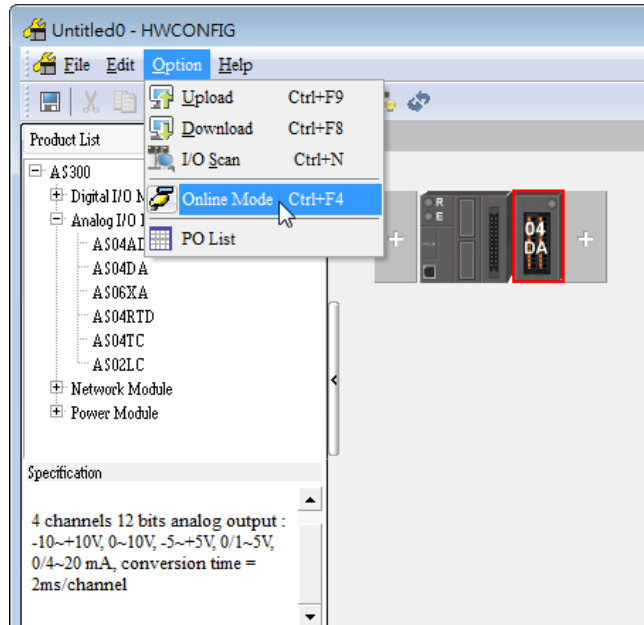 Untitled0 - HWCONFIG
File Edit Option Help
Upload Ctrl+F9
Download Ctrl+F8
I/O Scan Ctrl+N
Online Mode Ctrl+F4
PO List
Product List
AS300
Digital I/O
Analog I/O
AS04AD
AS04DA
AS06XA
AS04RTD
AS04TC
AS02LC
Network Module
Power Module
R
E
04
DA
Specification
4 channels 12 bits analog output :
-10~+10V, 0~10V, -5~+5V, 0/1~5V,
0/4~20 mA, conversion time =
2ms/channel